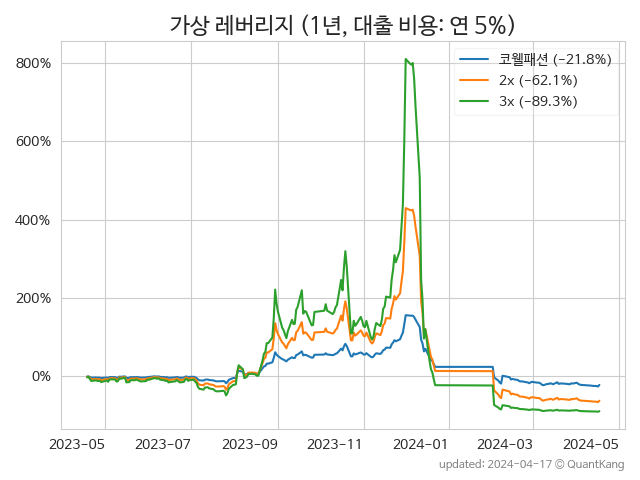 가상 레버리지 (1년, 대출 비용: 연 5%)
코웰패션 (-21.8%)
2x (-62.1%)
3x (-89.3%)
800%
600%
400%
200%
0%
2023-05 2023-07 2023-09 2023-11 2024-01 2024-03 2024-05
updated: 2024-04-17 © QuantKang